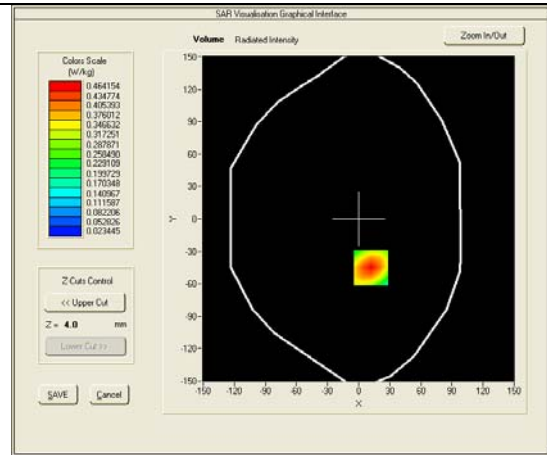 SAR Visualisation Graphical Interface
Volume Radiated Intensity
Zoom In/Out
Colors Scale
(W/kg)
0.464154
0.434774
0.405393
0.376012
0.346632
0.317251
0.287871
0.258490
0.229109
0.199729
0.170348
0.140967
0.111587
0.082206
0.052826
0.023445
Z Cuts Control
<< Upper Cut
Z = 4.0 mm
Lower Cut >>
SAVE
Cancel
150
120
90
60
30
0
-30
-60
-90
-120
-150
Y
-150 -120 -90 -60 -30 0 30 60 90 120 150
X